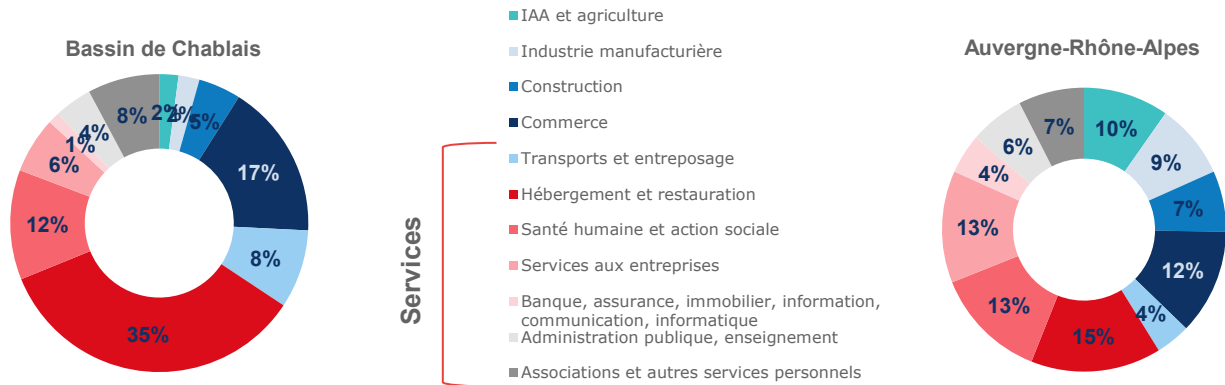 Bassin de Chablais
2%
2%
5%
17%
8%
35%
12%
6%
1%
4%
8%
IAA et agriculture
Industrie manufacturière
Construction
Commerce
Services
Transports et entreposage
Hébergement et restauration
Santé humaine et action sociale
Services aux entreprises
Banque, assurance, immobilier, information,
communication, informatique
Administration publique, enseignement
Associations et autres services personnels
Auvergne-Rhône-Alpes
10%
9%
7%
12%
4%
15%
13%
13%
4%
6%
7%